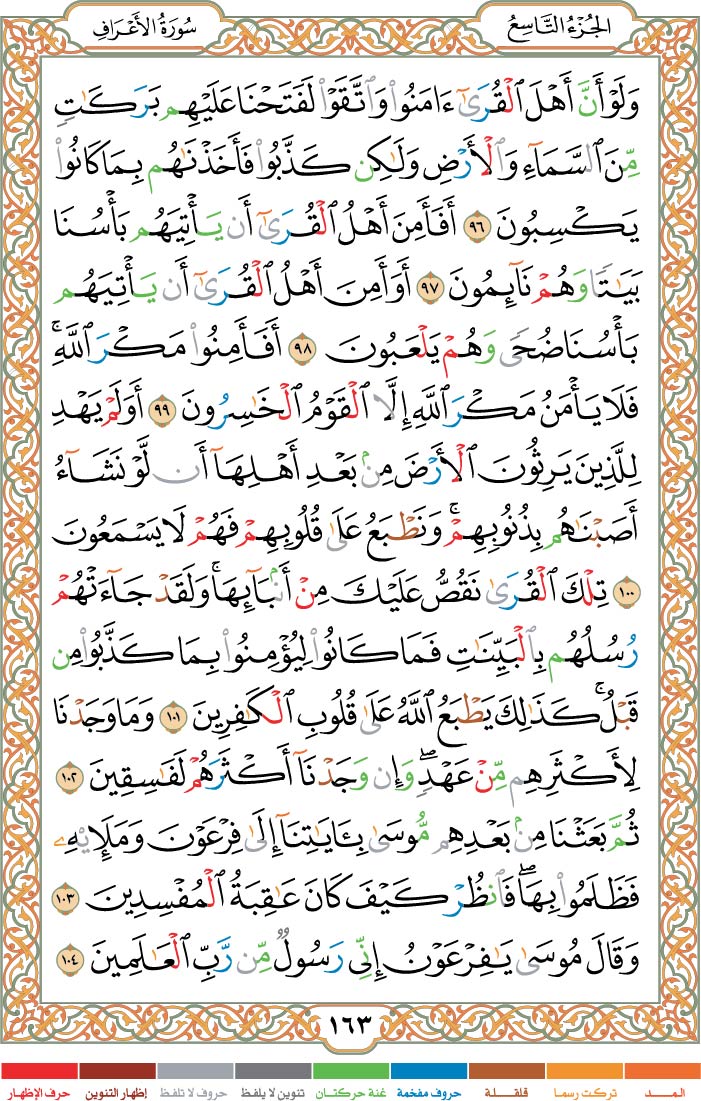 الجُزْءُ التَّاسِعُ
سُورَةُ الأَعْرَافِ
وَلَوْ أَنَّ أَهْلَ ٱلْقُرَىٰٓ ءَامَنُوا۟ وَٱتَّقَوْا۟ لَفَتَحْنَا عَلَيْهِم بَرَكَٰتٍ
مِّنَ ٱلسَّمَآءِ وَٱلْأَرْضِ وَلَٰكِن كَذَّبُوا۟ فَأَخَذْنَٰهُم بِمَا كَانُوا۟
يَكْسِبُونَ ٩٦ أَفَأَمِنَ أَهْلُ ٱلْقُرَىٰٓ أَن يَأْتِيَهُم بَأْسُنَا
بَيَٰتًا وَهُمْ نَآئِمُونَ ٩٧ أَوَأَمِنَ أَهْلُ ٱلْقُرَىٰٓ أَن يَأْتِيَهُم
بَأْسُنَا ضُحًى وَهُمْ يَلْعَبُونَ ٩٨ أَفَأَمِنُوا۟ مَكْرَ ٱللَّهِ ۚ
فَلَا يَأْمَنُ مَكْرَ ٱللَّهِ إِلَّا ٱلْقَوْمُ ٱلْخَٰسِرُونَ ٩٩ أَوَلَمْ يَهْدِ
لِلَّذِينَ يَرِثُونَ ٱلْأَرْضَ مِنۢ بَعْدِ أَهْلِهَآ أَن لَّوْ نَشَآءُ
أَصَبْنَٰهُم بِذُنُوبِهِمْ ۚ وَنَطْبَعُ عَلَىٰ قُلُوبِهِمْ فَهُمْ لَا يَسْمَعُونَ
١٠٠ تِلْكَ ٱلْقُرَىٰ نَقُصُّ عَلَيْكَ مِنْ أَنۢبَآئِهَا ۚ وَلَقَدْ جَآءَتْهُمْ
رُسُلُهُم بِٱلْبَيِّنَٰتِ فَمَا كَانُوا۟ لِيُؤْمِنُوا۟ بِمَا كَذَّبُوا۟ مِن
قَبْلُ ۚ كَذَٰلِكَ يَطْبَعُ ٱللَّهُ عَلَىٰ قُلُوبِ ٱلْكَٰفِرِينَ ١٠١ وَمَا وَجَدْنَا
لِأَكْثَرِهِم مِّنْ عَهْدٍ ۖ وَإِن وَجَدْنَآ أَكْثَرَهُمْ لَفَٰسِقِينَ ١٠٢
ثُمَّ بَعَثْنَا مِنۢ بَعْدِهِم مُّوسَىٰ بِـَٔايَٰتِنَآ إِلَىٰ فِرْعَوْنَ وَمَلَإِي۟هِۦ
فَظَلَمُوا۟ بِهَا ۖ فَٱنظُرْ كَيْفَ كَانَ عَٰقِبَةُ ٱلْمُفْسِدِينَ ١٠٣
وَقَالَ مُوسَىٰ يَٰفِرْعَوْنُ إِنِّى رَسُولٌ مِّن رَّبِّ ٱلْعَٰلَمِينَ ١٠٤
١٦٣
المـد تركت رسما قلقـلة حروف مفخمة غنة حركتان تنوين لا يلفظ حروف لا تلفظ إظهار التنوين حرف الإظهار